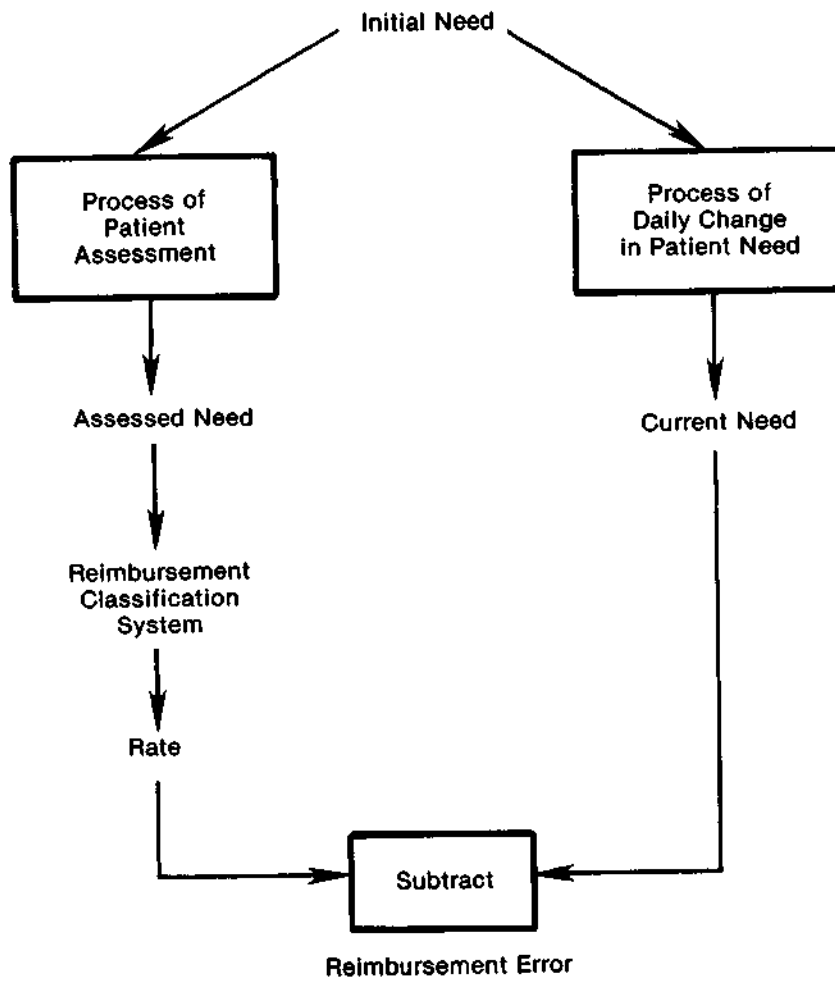 Initial Need
Process of
Patient
Assessment
Process of
Daily Change
in Patient Need
Assessed Need
Current Need
Reimbursement
Classification
System
Rate
Subtract
Reimbursement Error